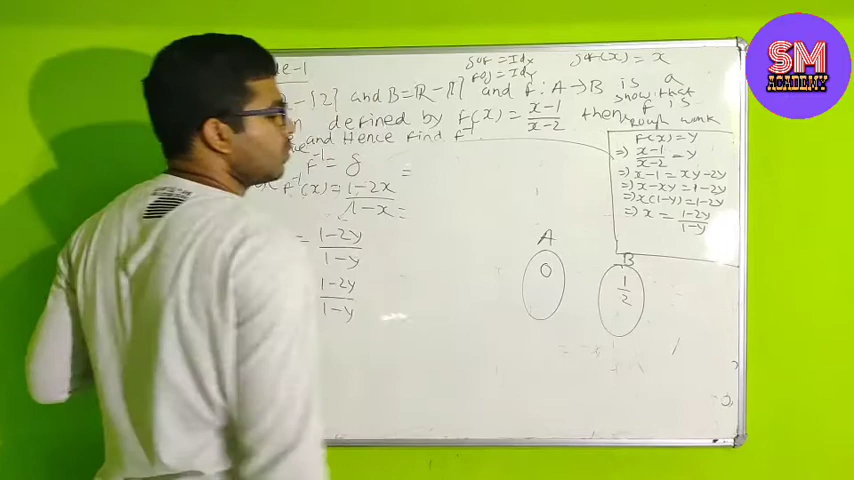 gof = Idx gof(x) = x
fog = Idy
e-1
- {2} and B = R - {1} and f: A → B is a
n defined by f(x) = x-1/x-2 then show that f is
and Hence find f⁻¹
f⁻¹ = g =
f⁻¹(x) = 1-2x/1-x =
= 1-2y/1-y
1-2y/1-y
Rough work
f(x) = y
⇒ x-1/x-2 = y
⇒ x-1 = xy-2y
⇒ x-xy = 1-2y
⇒ x(1-y) = 1-2y
⇒ x = 1-2y/1-y
A B
0 1/2
SM
ACADEMY